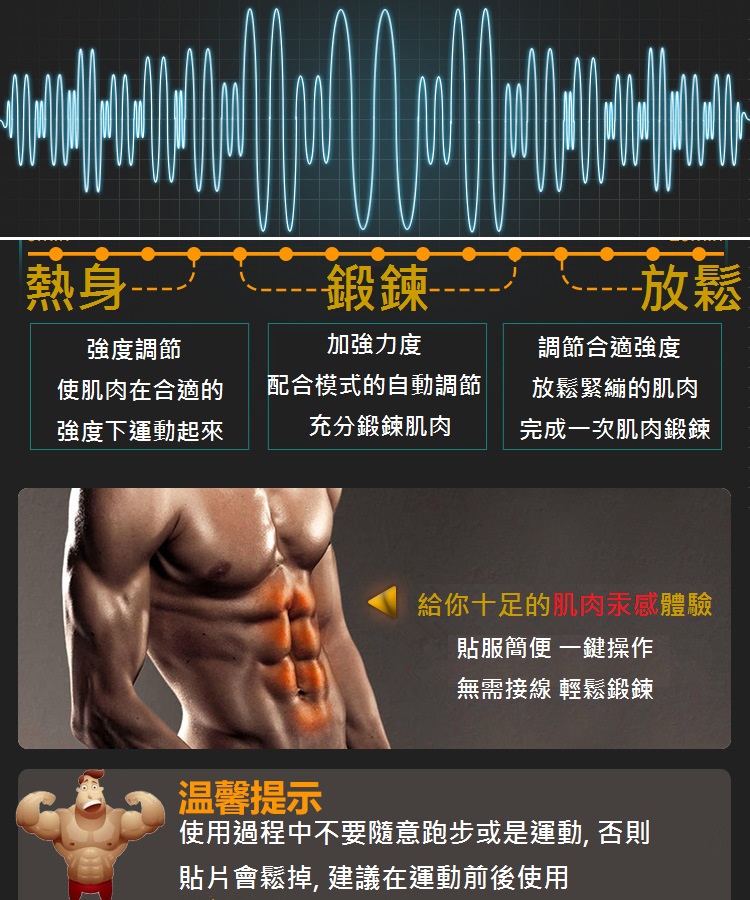 熱身
鍛鍊
放鬆
強度調節
使肌肉在合適的
強度下運動起來
加強力度
配合模式的自動調節
充分鍛鍊肌肉
調節合適強度
放鬆緊繃的肌肉
完成一次肌肉鍛鍊
給你十足的肌肉汞感體驗
貼服簡便 一鍵操作
無需接線 輕鬆鍛鍊
温馨提示
使用過程中不要隨意跑步或是運動, 否則
貼片會鬆掉, 建議在運動前後使用